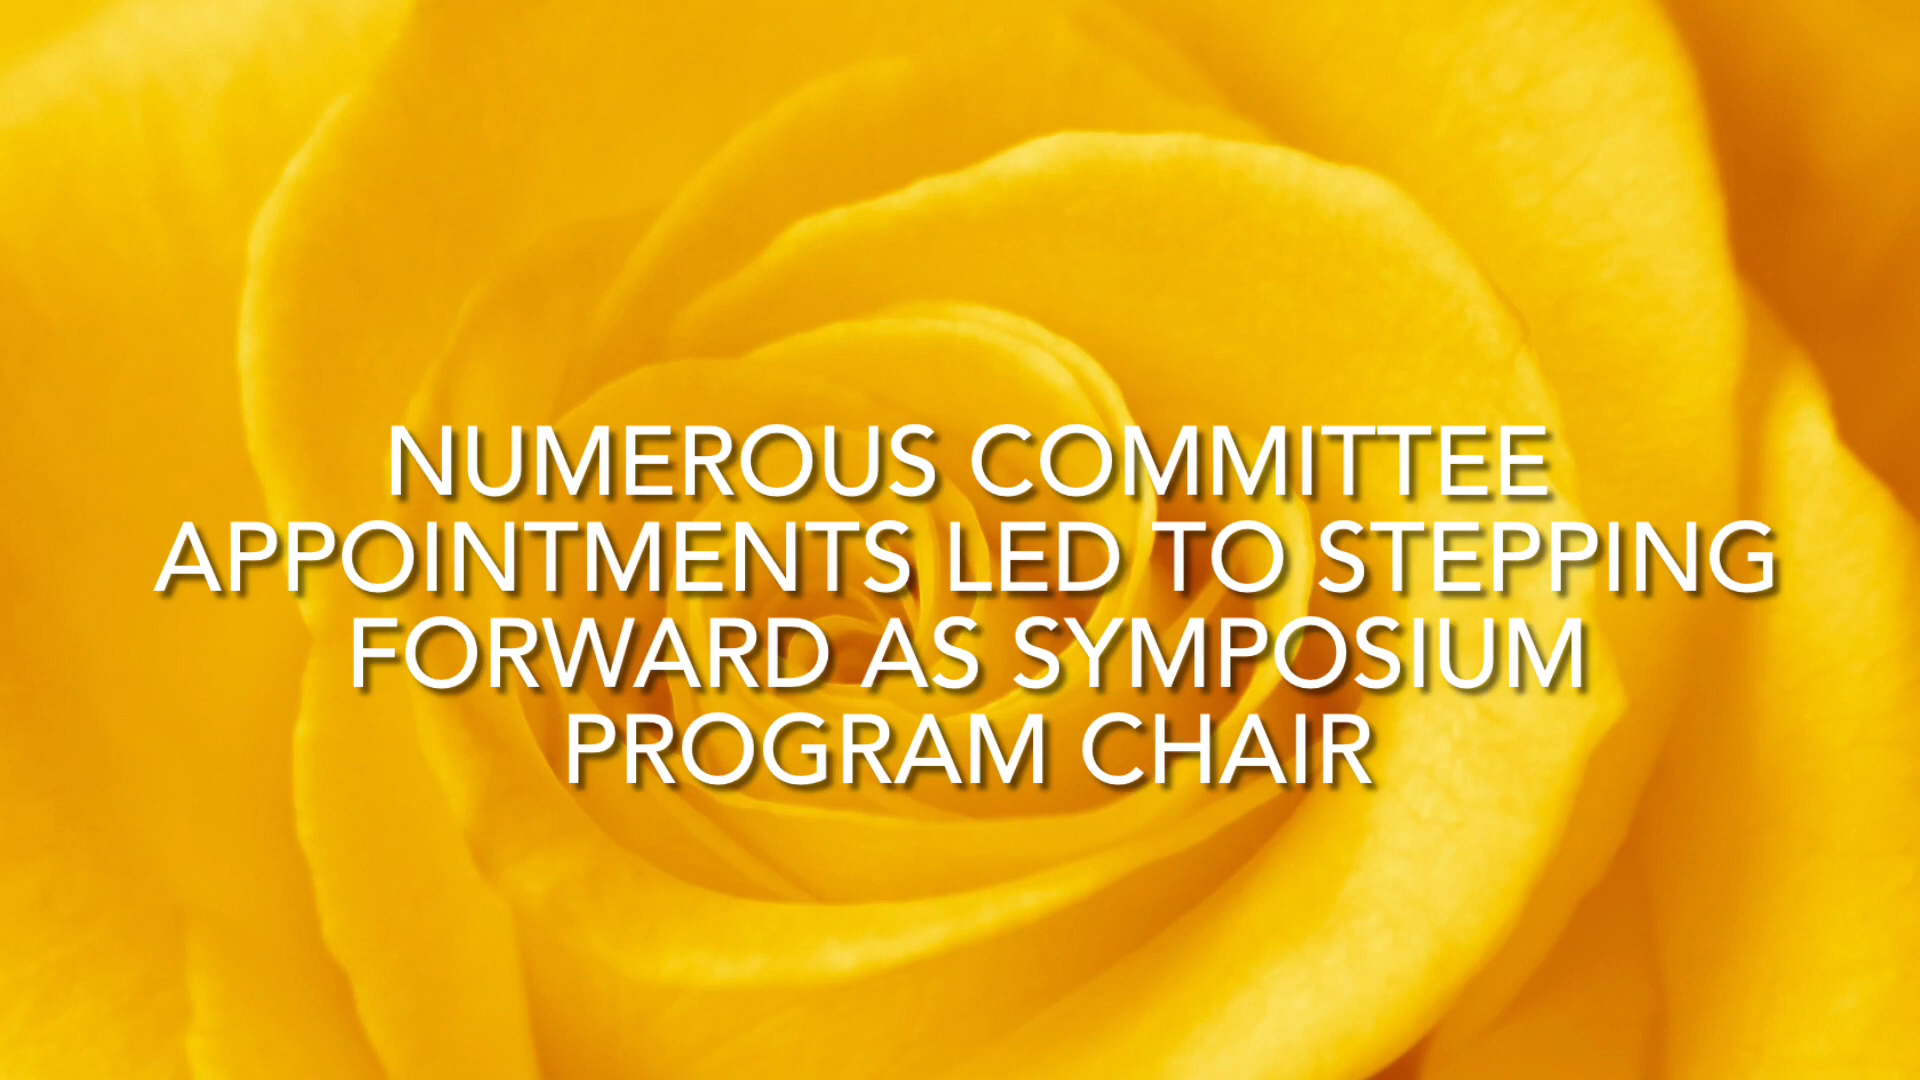 NUMEROUS COMMITTEE
APPOINTMENTS LED TO STEPPING
FORWARD AS SYMPOSIUM
PROGRAM CHAIR